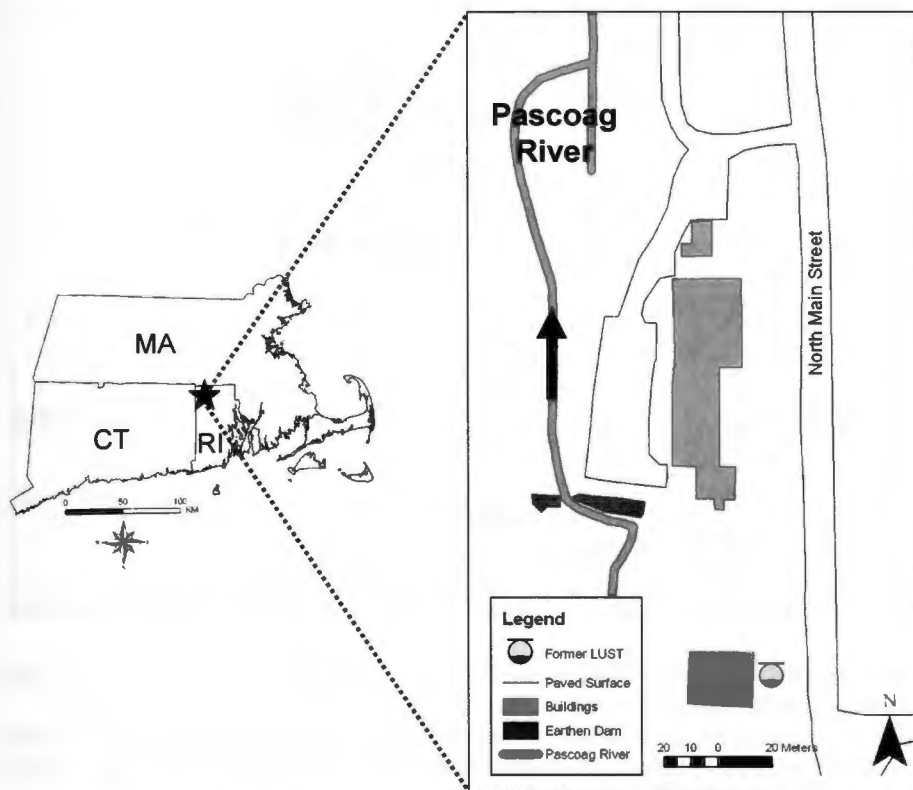 Pascoag
River
North Main Street
MA
CT
RI
0 50 100
KM
Legend
Former LUST
Paved Surface
Buildings
Earthen Dam
Pascoag River
N
20 10 0 20 Meters